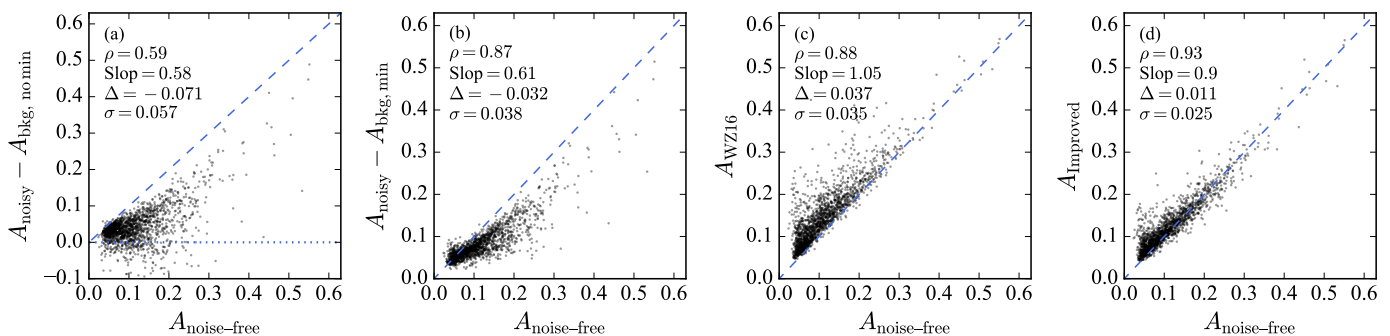 (a)
ρ = 0.59
Slop = 0.58
Δ = − 0.071
σ = 0.057
0.6
0.5
0.4
0.3
0.2
0.1
0.0
−0.1
0.0 0.1 0.2 0.3 0.4 0.5 0.6
A_noisy − A_bkg, no min
A_noise−free
(b)
ρ = 0.87
Slop = 0.61
Δ = − 0.032
σ = 0.038
0.6
0.5
0.4
0.3
0.2
0.1
0.0
0.0 0.1 0.2 0.3 0.4 0.5 0.6
A_noisy − A_bkg, min
A_noise−free
(c)
ρ = 0.88
Slop = 1.05
Δ = 0.037
σ = 0.035
0.6
0.5
0.4
0.3
0.2
0.1
0.0
0.0 0.1 0.2 0.3 0.4 0.5 0.6
A_WZ16
A_noise−free
(d)
ρ = 0.93
Slop = 0.9
Δ = 0.011
σ = 0.025
0.6
0.5
0.4
0.3
0.2
0.1
0.0
0.0 0.1 0.2 0.3 0.4 0.5 0.6
A_Improved
A_noise−free